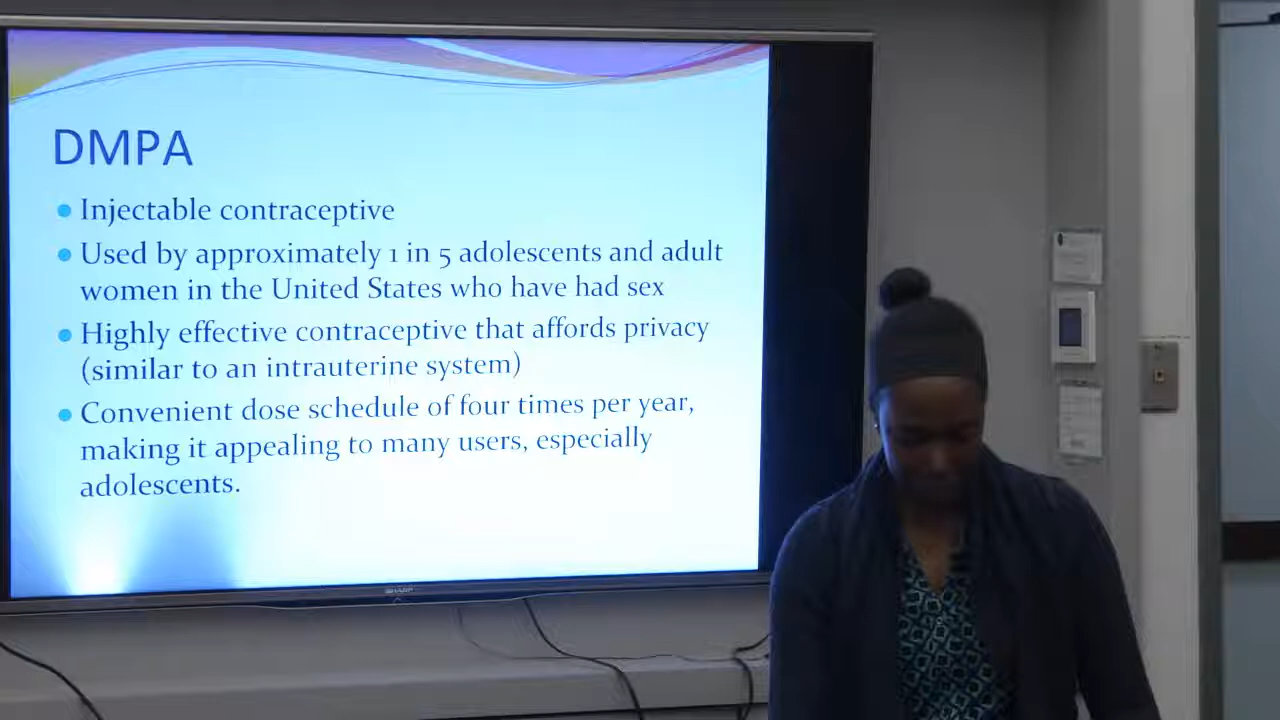 DMPA
Injectable contraceptive
Used by approximately 1 in 5 adolescents and adult
women in the United States who have had sex
Highly effective contraceptive that affords privacy
(similar to an intrauterine system)
Convenient dose schedule of four times per year,
making it appealing to many users, especially
adolescents.
SHARP